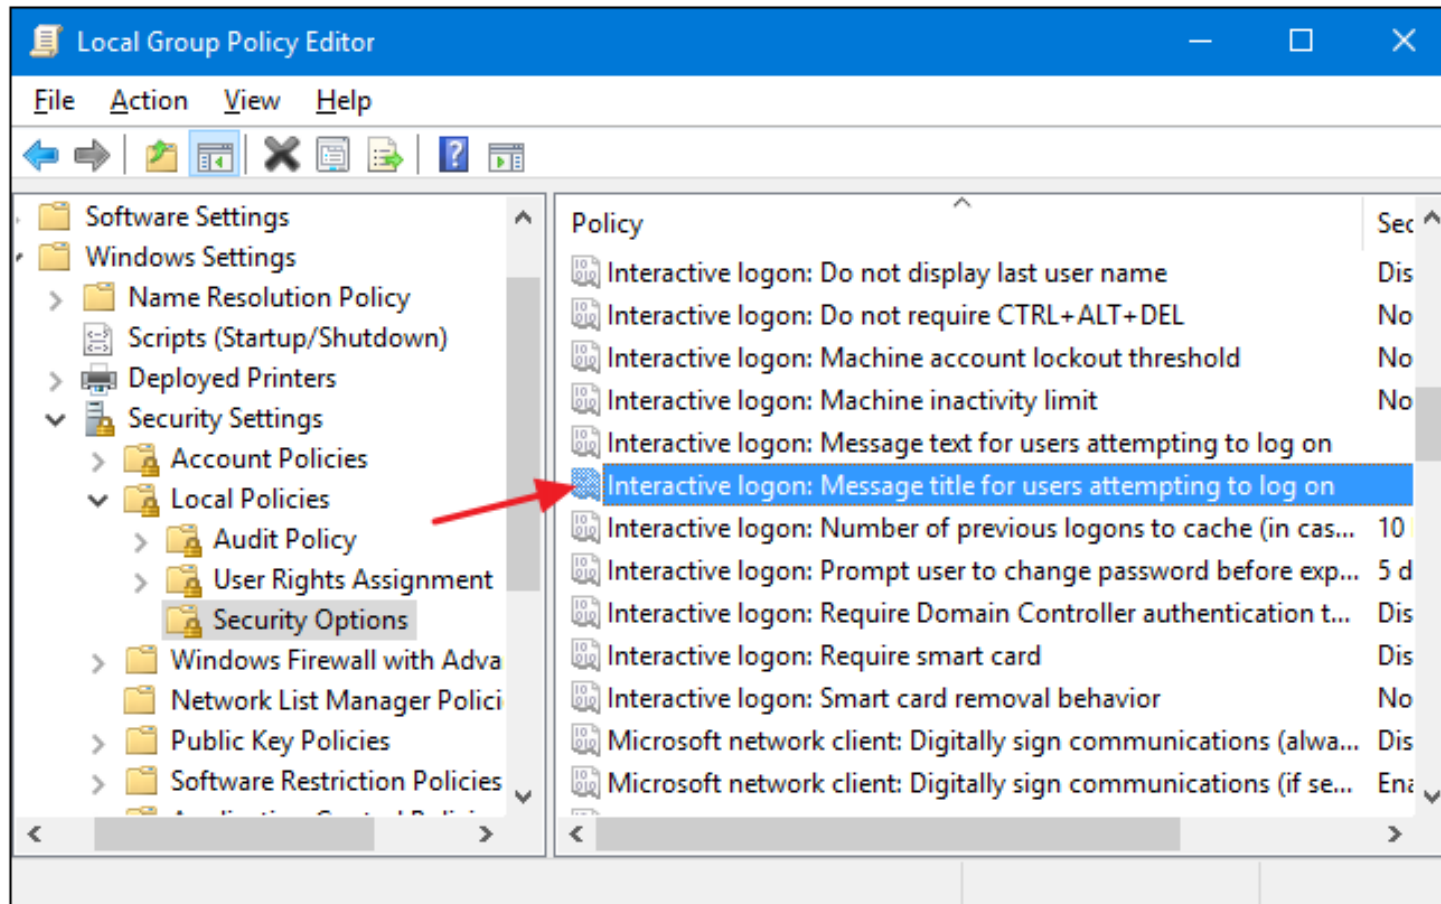 Local Group Policy Editor
File Action View Help
Software Settings
Windows Settings
Name Resolution Policy
Scripts (Startup/Shutdown)
Deployed Printers
Security Settings
Account Policies
Local Policies
Audit Policy
User Rights Assignment
Security Options
Windows Firewall with Adva
Network List Manager Polici
Public Key Policies
Software Restriction Policies
Policy Sec
Interactive logon: Do not display last user name Dis
Interactive logon: Do not require CTRL+ALT+DEL No
Interactive logon: Machine account lockout threshold No
Interactive logon: Machine inactivity limit No
Interactive logon: Message text for users attempting to log on
Interactive logon: Message title for users attempting to log on
Interactive logon: Number of previous logons to cache (in cas... 10
Interactive logon: Prompt user to change password before exp... 5 d
Interactive logon: Require Domain Controller authentication t... Dis
Interactive logon: Require smart card Dis
Interactive logon: Smart card removal behavior No
Microsoft network client: Digitally sign communications (alwa... Dis
Microsoft network client: Digitally sign communications (if se... Ena